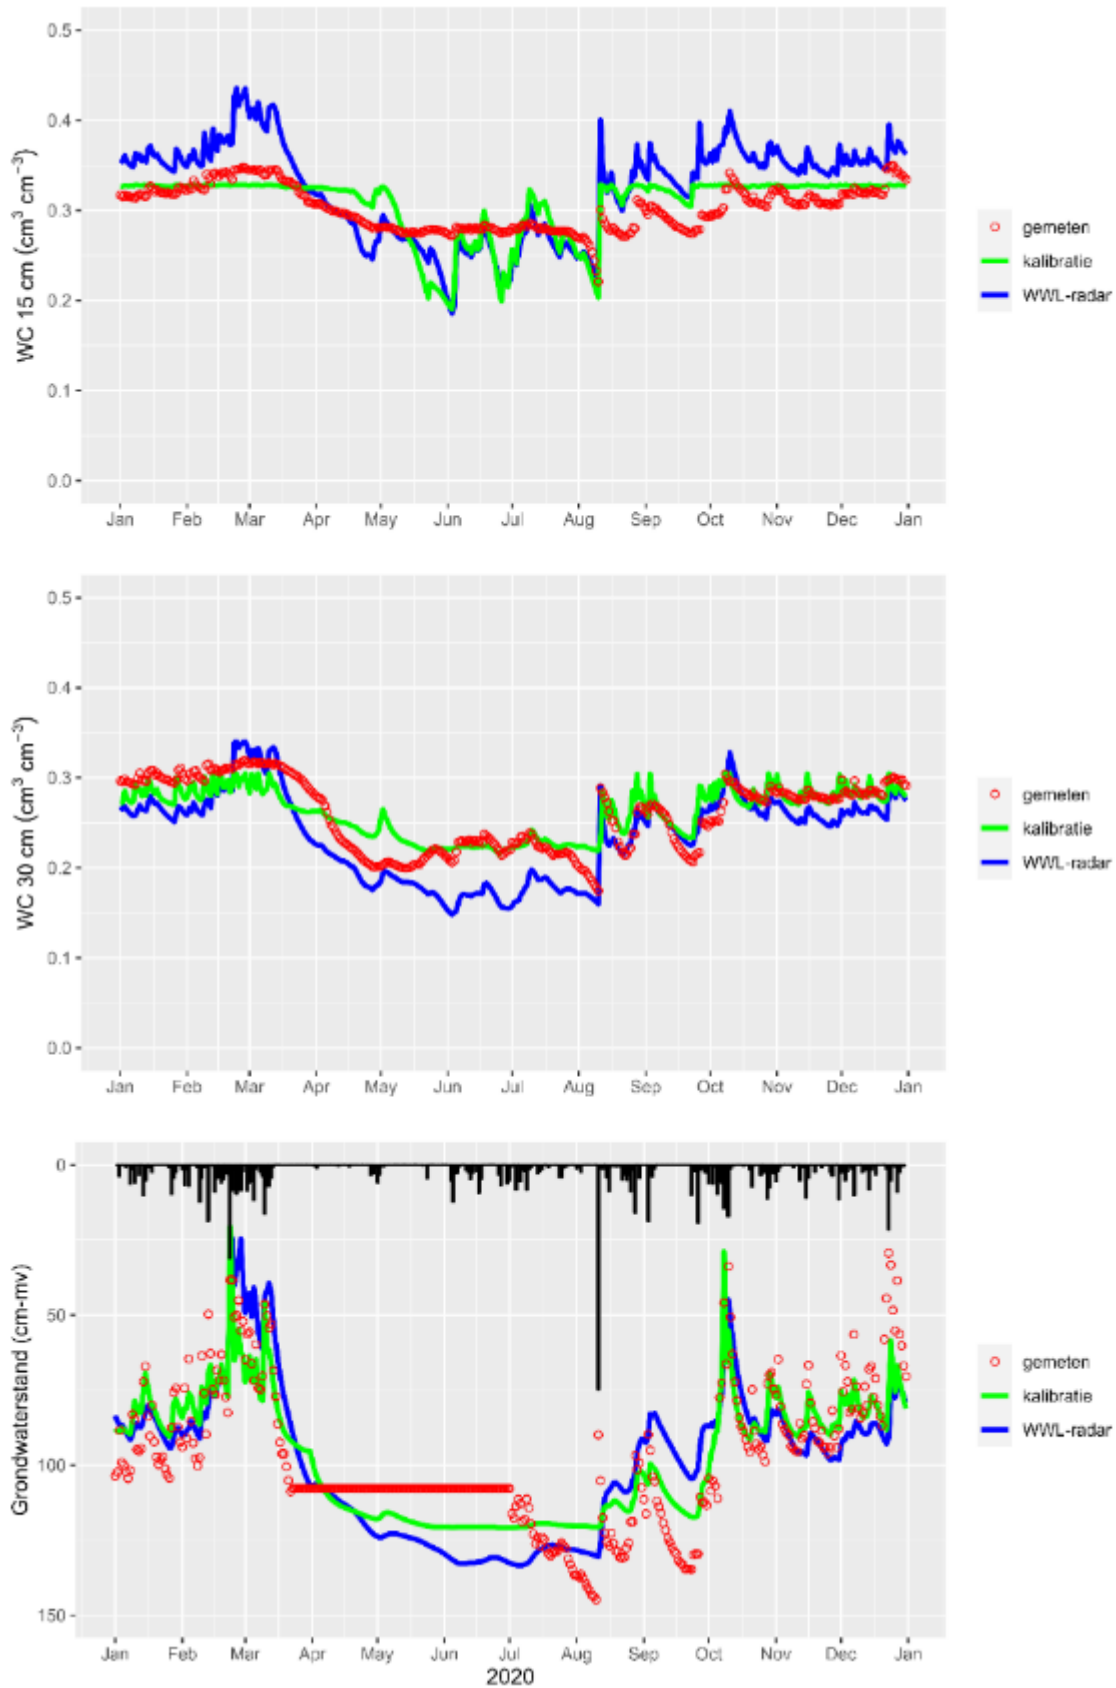 WC 15 cm (cm³ cm⁻³)
0.5
0.4
0.3
0.2
0.1
0.0
Jan Feb Mar Apr May Jun Jul Aug Sep Oct Nov Dec Jan
gemeten
kalibratie
WWL-radar
WC 30 cm (cm³ cm⁻³)
0.5
0.4
0.3
0.2
0.1
0.0
Jan Feb Mar Apr May Jun Jul Aug Sep Oct Nov Dec Jan
gemeten
kalibratie
WWL-radar
Grondwaterstand (cm-mv)
0
50
100
150
Jan Feb Mar Apr May Jun Jul Aug Sep Oct Nov Dec Jan
2020
gemeten
kalibratie
WWL-radar